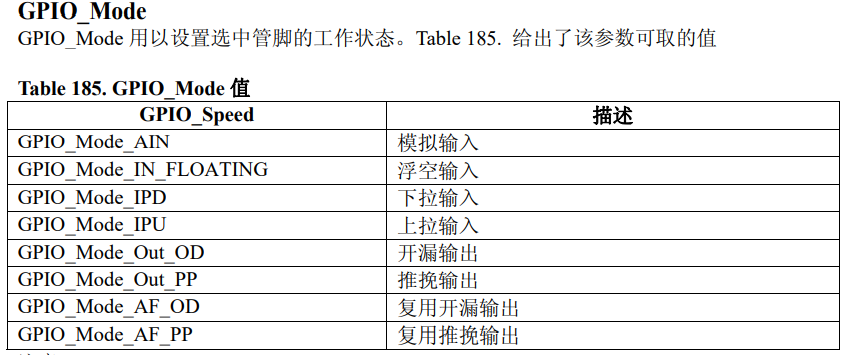 GPIO_Mode
GPIO_Mode 用以设置选中管脚的工作状态。Table 185. 给出了该参数可取的值
Table 185. GPIO_Mode 值
GPIO_Speed 描述
GPIO_Mode_AIN 模拟输入
GPIO_Mode_IN_FLOATING 浮空输入
GPIO_Mode_IPD 下拉输入
GPIO_Mode_IPU 上拉输入
GPIO_Mode_Out_OD 开漏输出
GPIO_Mode_Out_PP 推挽输出
GPIO_Mode_AF_OD 复用开漏输出
GPIO_Mode_AF_PP 复用推挽输出